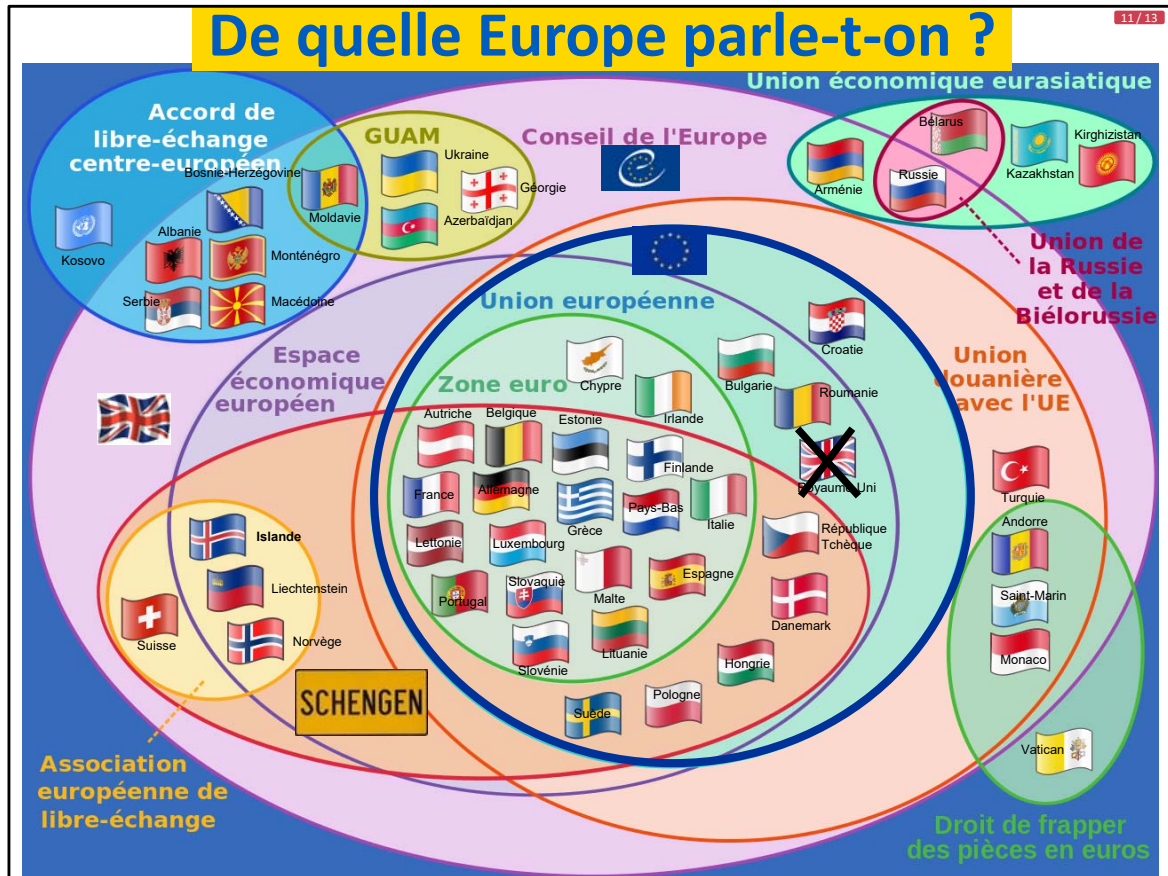 De quelle Europe parle-t-on ?
11 / 13
Accord de
libre-échange
centre-européen
GUAM
Conseil de l'Europe
Union économique eurasiatique
Ukraine
Bosnie-Herzégovine
Moldavie
Géorgie
Azerbaïdjan
Kosovo
Albanie
Monténégro
Serbie
Macédoine
Bélarus
Kirghizistan
Arménie
Russie
Kazakhstan
Union de
la Russie
et de la
Biélorussie
Union européenne
Croatie
Espace
économique
européen
Zone euro
Chypre
Bulgarie
Roumanie
Union
douanière
avec l'UE
Autriche
Belgique
Estonie
Irlande
Finlande
Royaume-Uni
France
Allemagne
Grèce
Pays-Bas
Italie
Turquie
Lettonie
Luxembourg
République
Tchèque
Andorre
Islande
Liechtenstein
Suisse
Norvège
Portugal
Slovaquie
Malte
Espagne
Danemark
Saint-Marin
Monaco
Slovénie
Lituanie
Hongrie
SCHENGEN
Suède
Pologne
Vatican
Association
européenne de
libre-échange
Droit de frapper
des pièces en euros